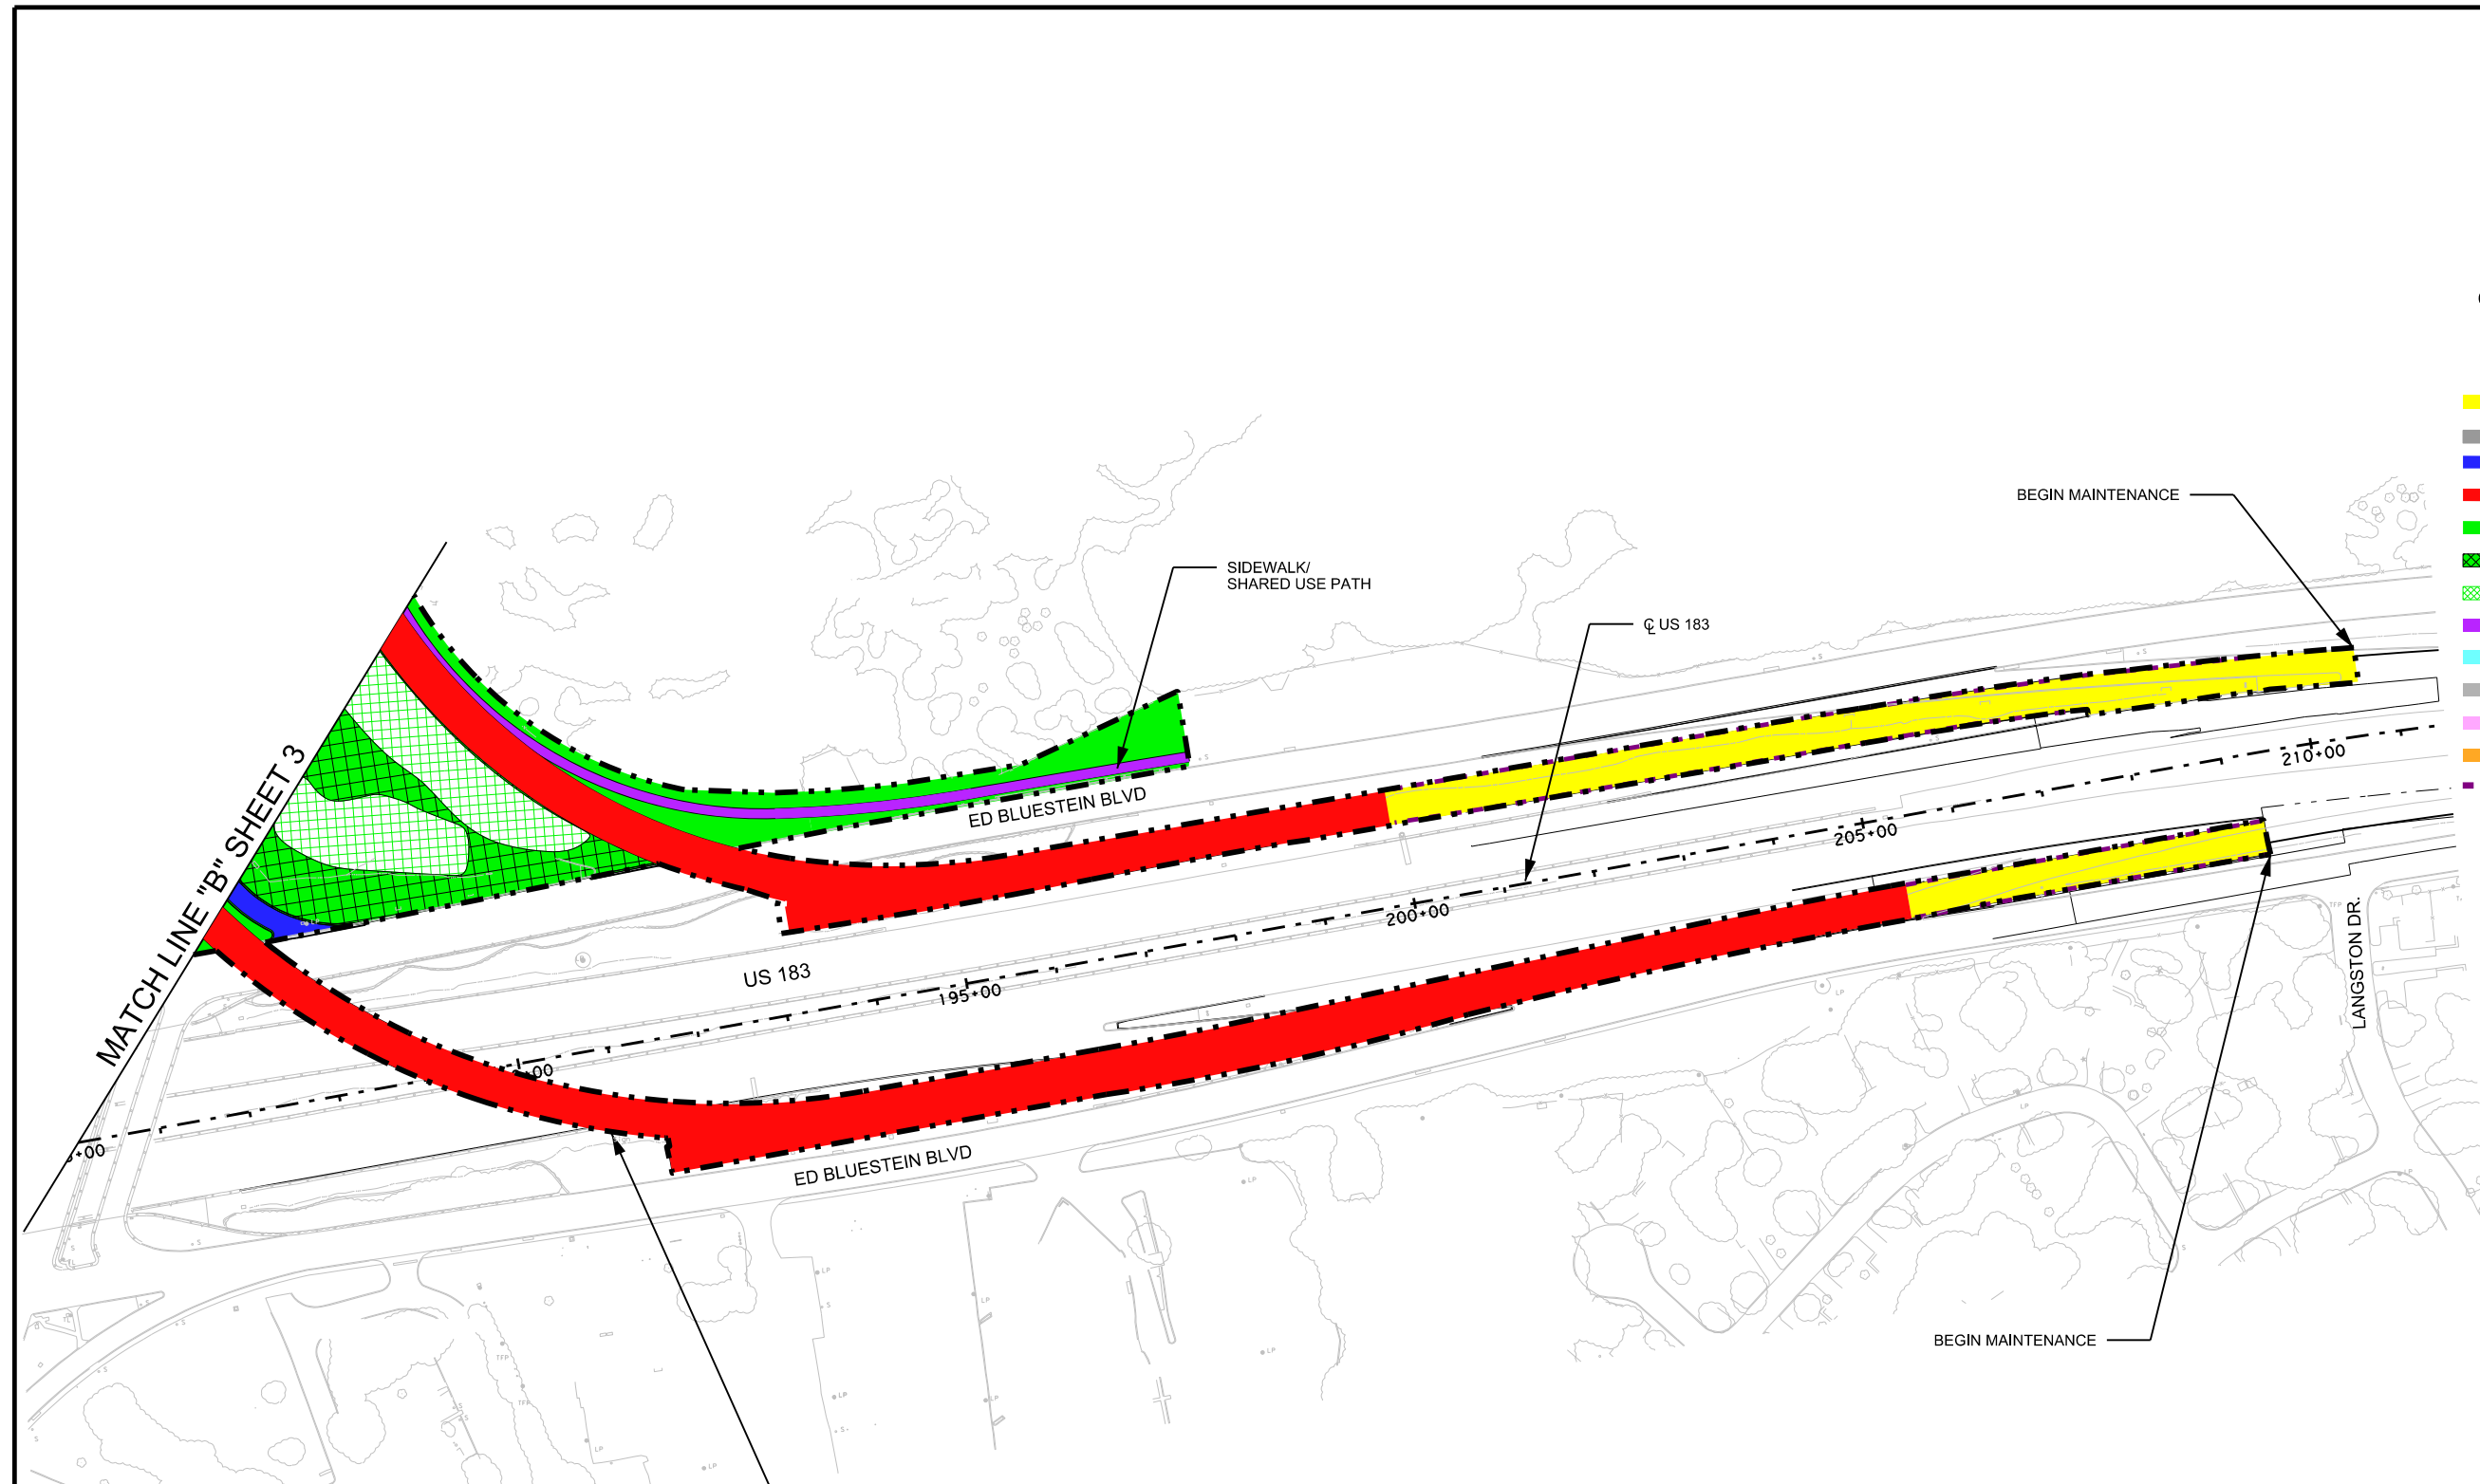 BEGIN MAINTENANCE
SIDEWALK/
SHARED USE PATH
℄ US 183
MATCH LINE "B" SHEET 3
ED BLUESTEIN BLVD
210+00
205+00
200+00
US 183
195+00
LANGSTON DR.
ED BLUESTEIN BLVD
BEGIN MAINTENANCE